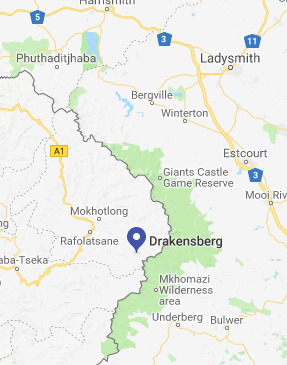 Harrismith
5
3
11
Phuthaditjhaba
Ladysmith
Bergville
Winterton
A1
Estcourt
Giants Castle
Game Reserve
3
Mooi Riv
Mokhotlong
Rafolatsane
Drakensberg
aba-Tseka
Mkhomazi
Wilderness
area
Underberg
Bulwer